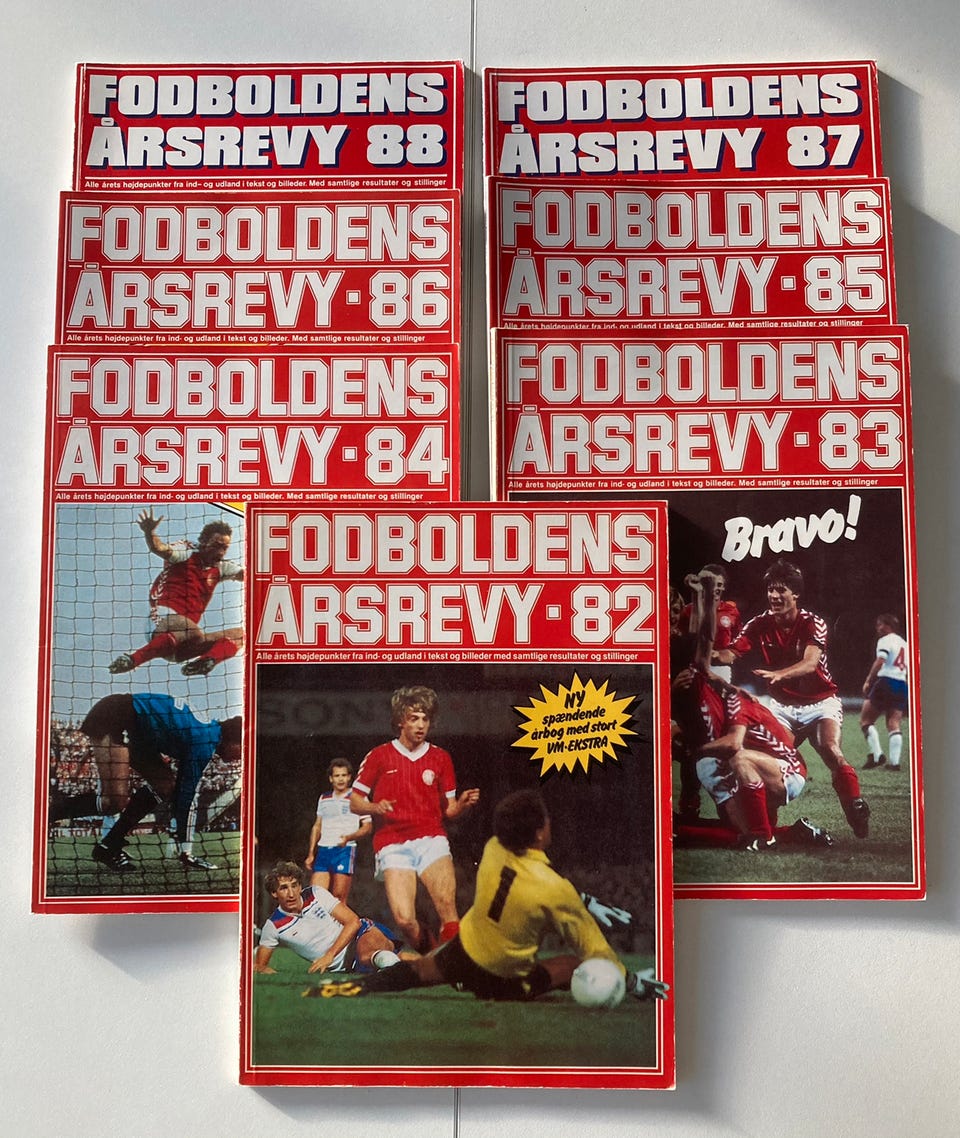 FODBOLDENS
ÅRSREVY 88
Alle årets højdepunkter fra ind- og udland i tekst og billeder. Med samtlige resultater og stillinger
FODBOLDENS
ÅRSREVY 87
FODBOLDENS
ÅRSREVY·86
Alle årets højdepunkter fra ind- og udland i tekst og billeder. Med samtlige resultater og stillinger
FODBOLDENS
ÅRSREVY·85
Alle årets højdepunkter fra ind- og udland i tekst og billeder. Med samtlige resultater og stillinger
FODBOLDENS
ÅRSREVY·84
Alle årets højdepunkter fra ind- og udland i tekst og billeder. Med samtlige resultater og stillinger
FODBOLDENS
ÅRSREVY·83
Alle årets højdepunkter fra ind- og udland i tekst og billeder. Med samtlige resultater og stillinger
Bravo!
4
FODBOLDENS
ÅRSREVY·82
Alle årets højdepunkter fra ind- og udland i tekst og billeder med samtlige resultater og stillinger
NY
spændende
årbog med stort
VM·EKSTRA
1